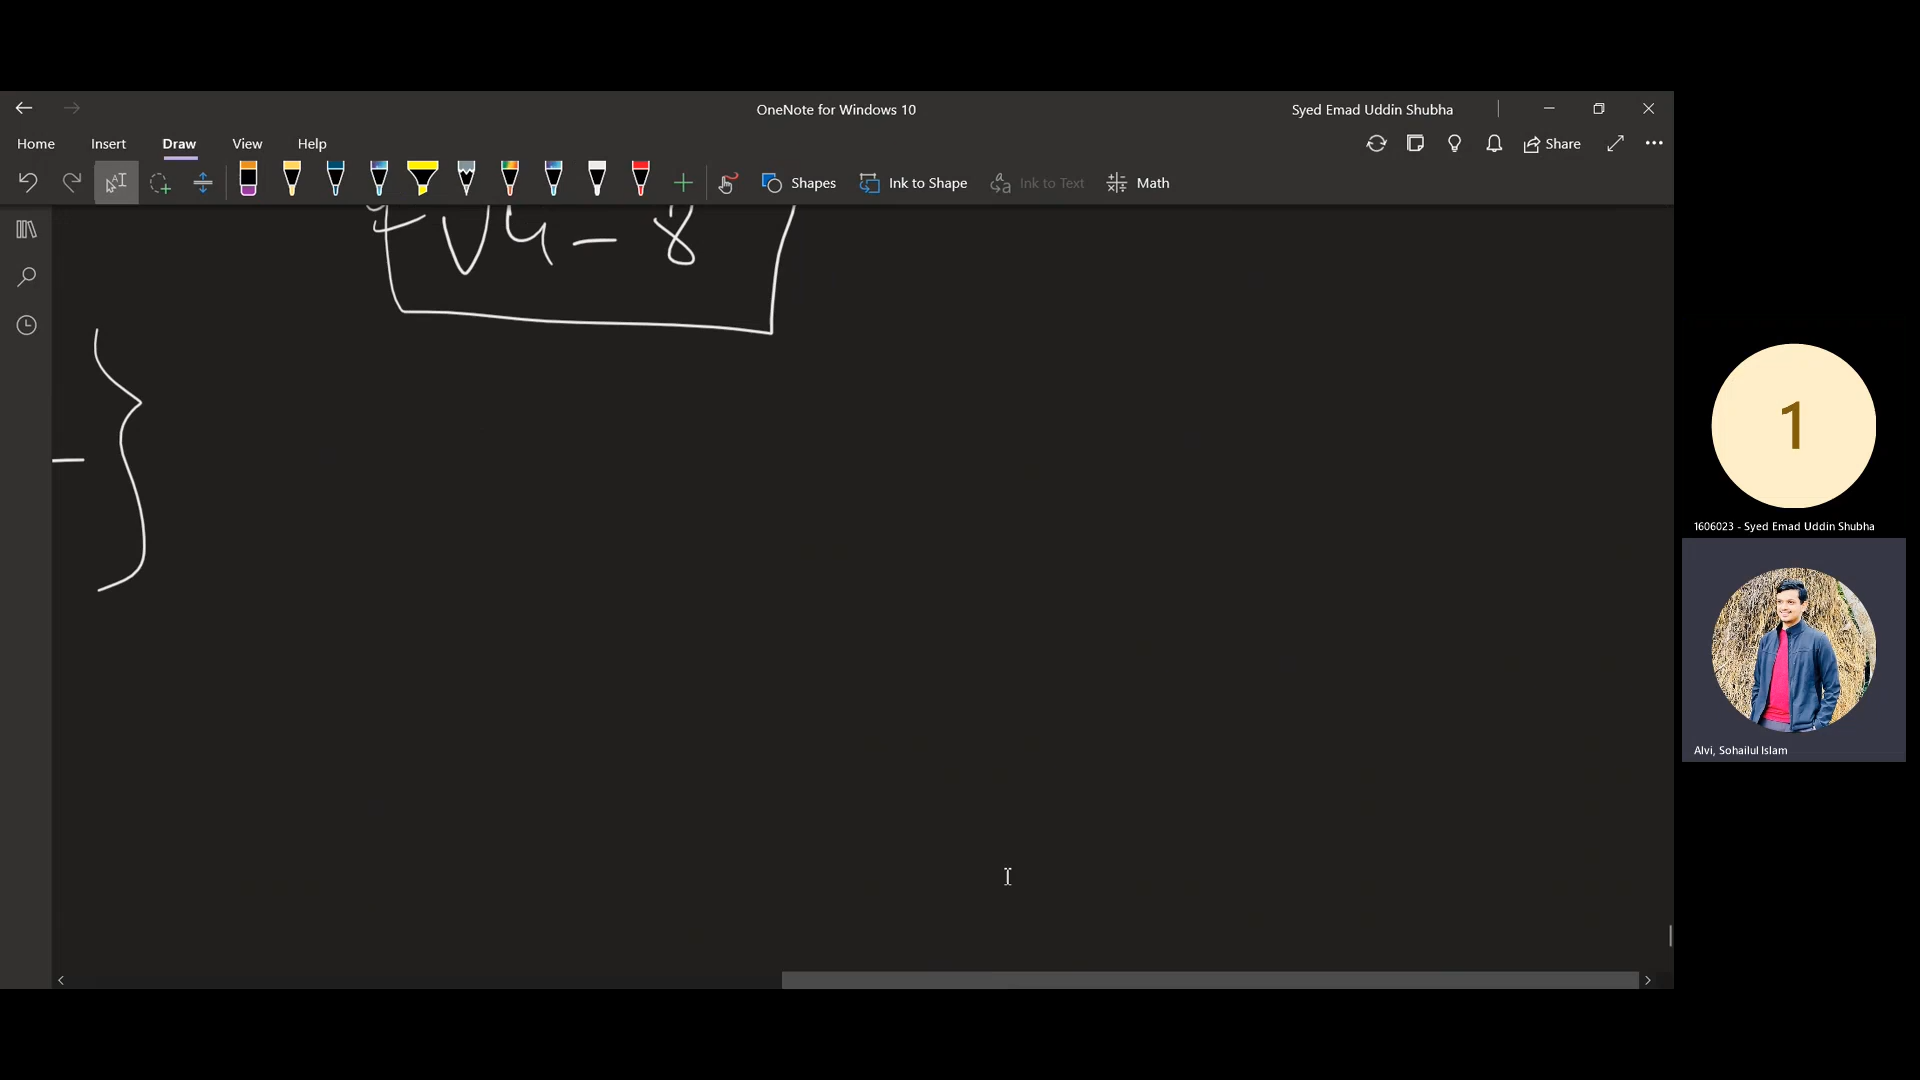 OneNote for Windows 10
Syed Emad Uddin Shubha
Home Insert Draw View Help
Share
Shapes
Ink to Shape
Ink to Text
Math
- 8
1
1606023 - Syed Emad Uddin Shubha
Alvi, Sohailul Islam